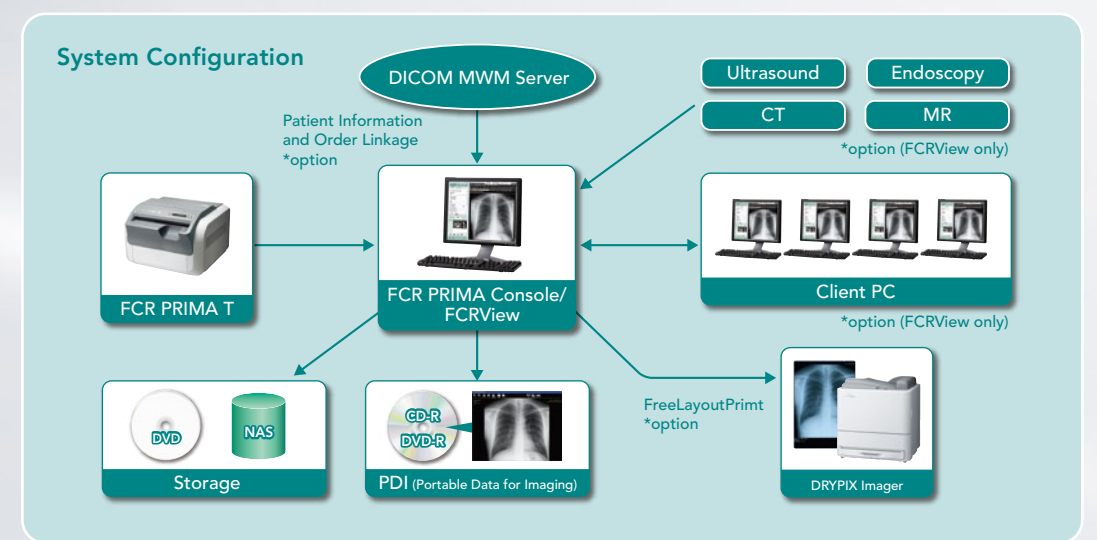 System Configuration
DICOM MWM Server
Ultrasound
Endoscopy
CT
MR
*option (FCRView only)
Patient Information
and Order Linkage
*option
FCR PRIMA T
FCR PRIMA Console/
FCRView
Client PC
*option (FCRView only)
DVD
NAS
Storage
CD-R
DVD-R
PDI (Portable Data for Imaging)
FreeLayoutPrimt
*option
DRYPIX Imager